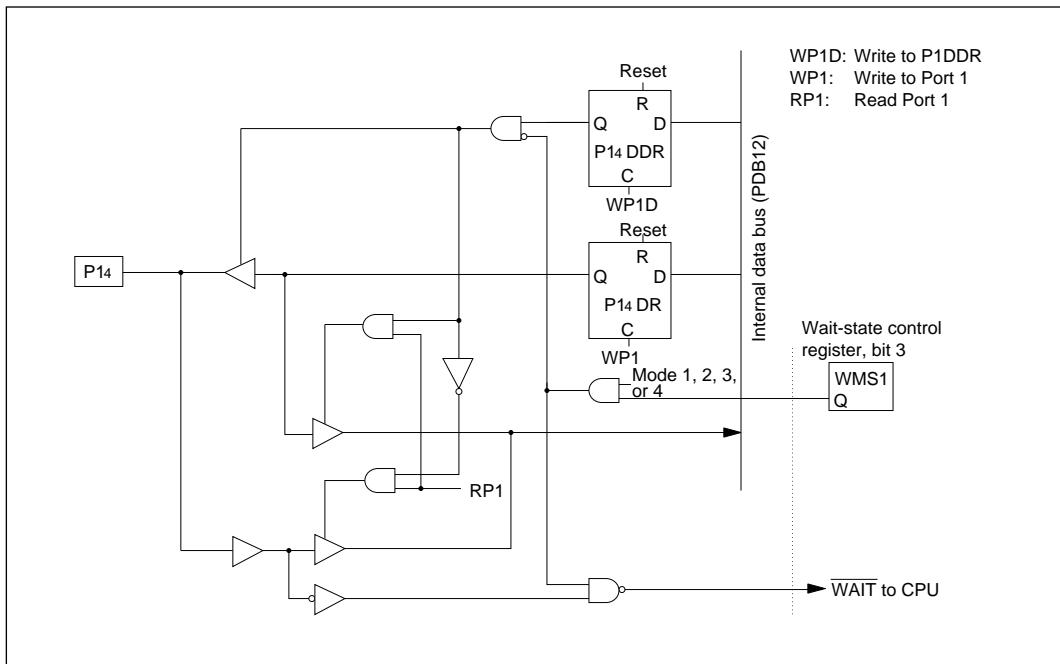 WP1D: Write to P1DDR
WP1: Write to Port 1
RP1: Read Port 1
Reset
R
Q
D
P14 DDR
C
WP1D
Reset
R
Q
D
P14 DR
C
WP1
Internal data bus (PDB12)
P14
Wait-state control
register, bit 3
WMS1
Q
Mode 1, 2, 3,
or 4
RP1
WAIT to CPU